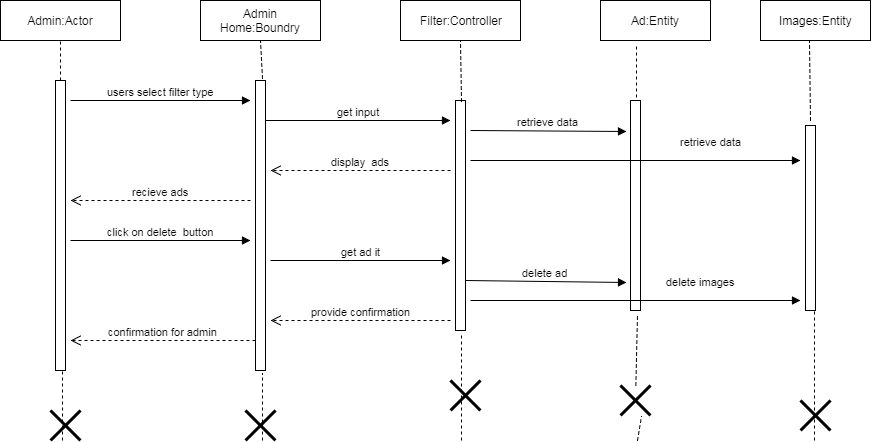 Admin:Actor
Admin
Home:Boundry
Filter:Controller
Ad:Entity
Images:Entity
users select filter type
get input
retrieve data
retrieve data
display ads
recieve ads
click on delete button
get ad it
delete ad
delete images
provide confirmation
confirmation for admin